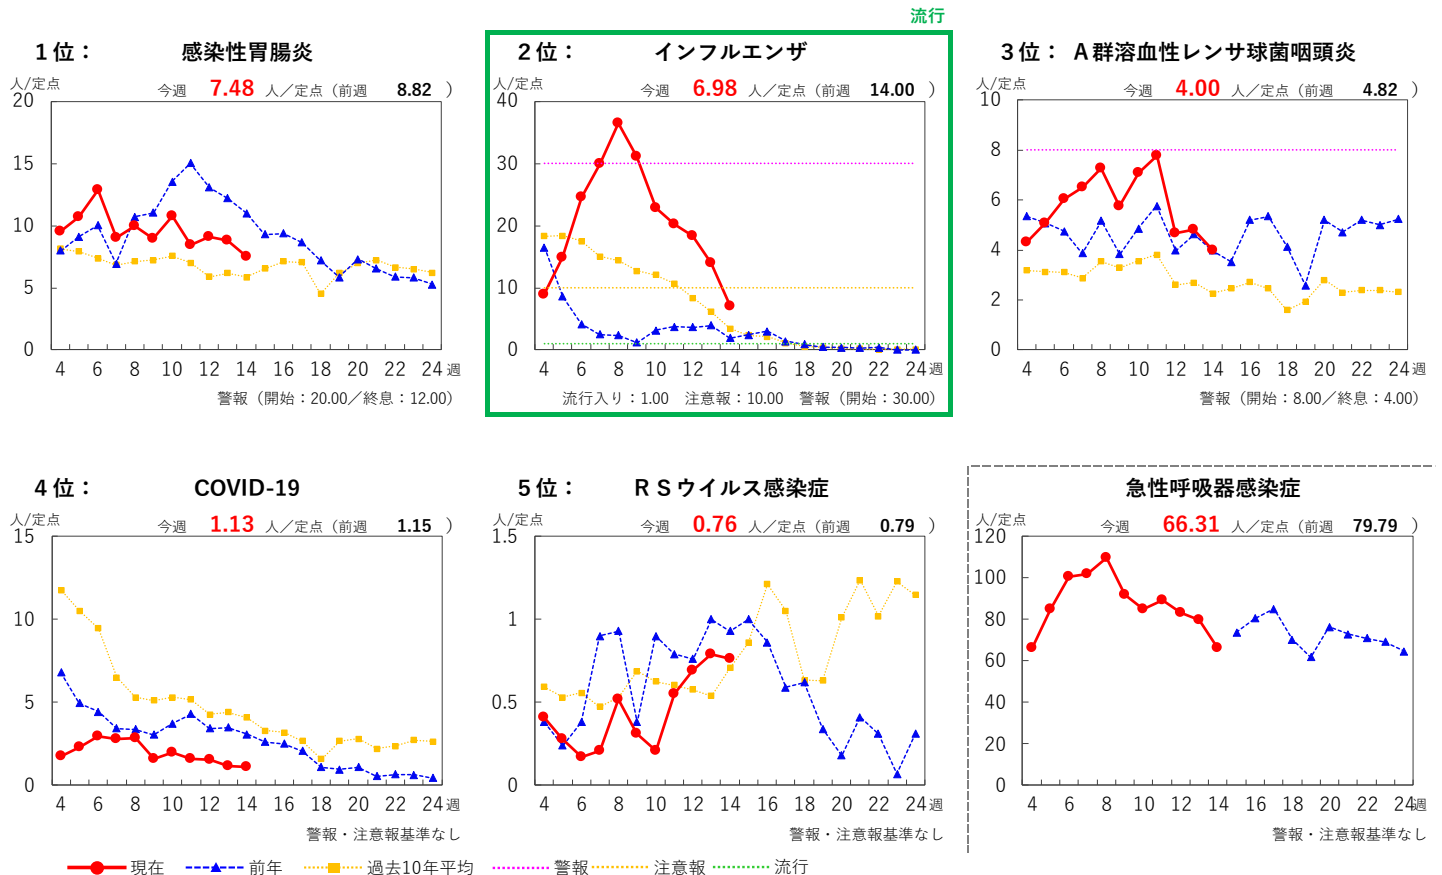 流行
１位： 感染性胃腸炎
人/定点
今週 7.48 人／定点（前週 8.82 ）
20
15
10
5
0
4 6 8 10 12 14 16 18 20 22 24 週
警報（開始：20.00／終息：12.00）
２位： インフルエンザ
人/定点
今週 6.98 人／定点（前週 14.00 ）
40
30
20
10
0
4 6 8 10 12 14 16 18 20 22 24 週
流行入り：1.00 注意報：10.00 警報（開始：30.00）
３位： Ａ群溶血性レンサ球菌咽頭炎
人/定点
今週 4.00 人／定点（前週 4.82 ）
10
8
6
4
2
0
4 6 8 10 12 14 16 18 20 22 24 週
警報（開始：8.00／終息：4.00）
４位： COVID-19
人/定点
今週 1.13 人／定点（前週 1.15 ）
15
10
5
0
4 6 8 10 12 14 16 18 20 22 24 週
警報・注意報基準なし
５位： ＲＳウイルス感染症
人/定点
今週 0.76 人／定点（前週 0.79 ）
1.5
1
0.5
0
4 6 8 10 12 14 16 18 20 22 24 週
警報・注意報基準なし
急性呼吸器感染症
人/定点
今週 66.31 人／定点（前週 79.79 ）
120
100
80
60
40
20
0
4 6 8 10 12 14 16 18 20 22 24 週
警報・注意報基準なし
現在 前年 過去10年平均 警報 注意報 流行